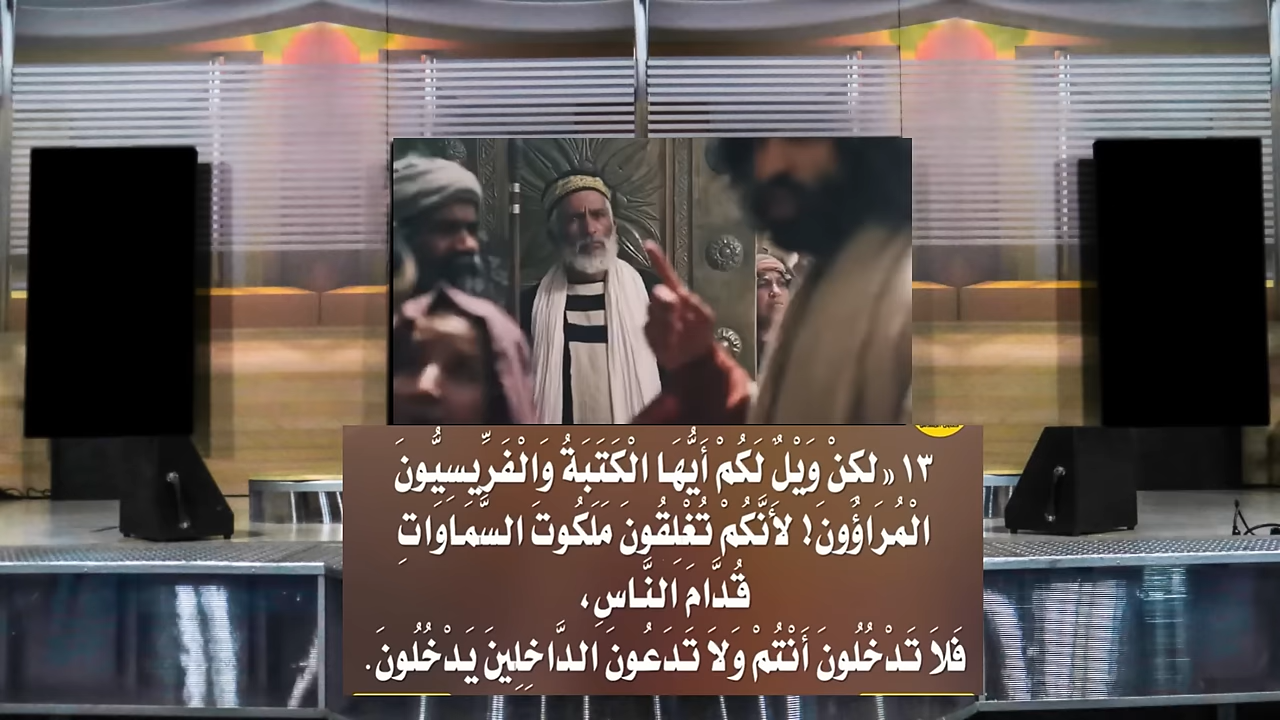 ١٣ «لكِنْ وَيْلٌ لَكُمْ أَيُّهَا الْكَتَبَةُ وَالْفَرِّيسِيُّونَ
الْمُرَاؤُونَ! لأَنَّكُمْ تُغْلِقُونَ مَلَكُوتَ السَّمَاوَاتِ
قُدَّامَ النَّاسِ،
فَلاَ تَدْخُلُونَ أَنْتُمْ وَلاَ تَدَعُونَ الدَّاخِلِينَ يَدْخُلُونَ.